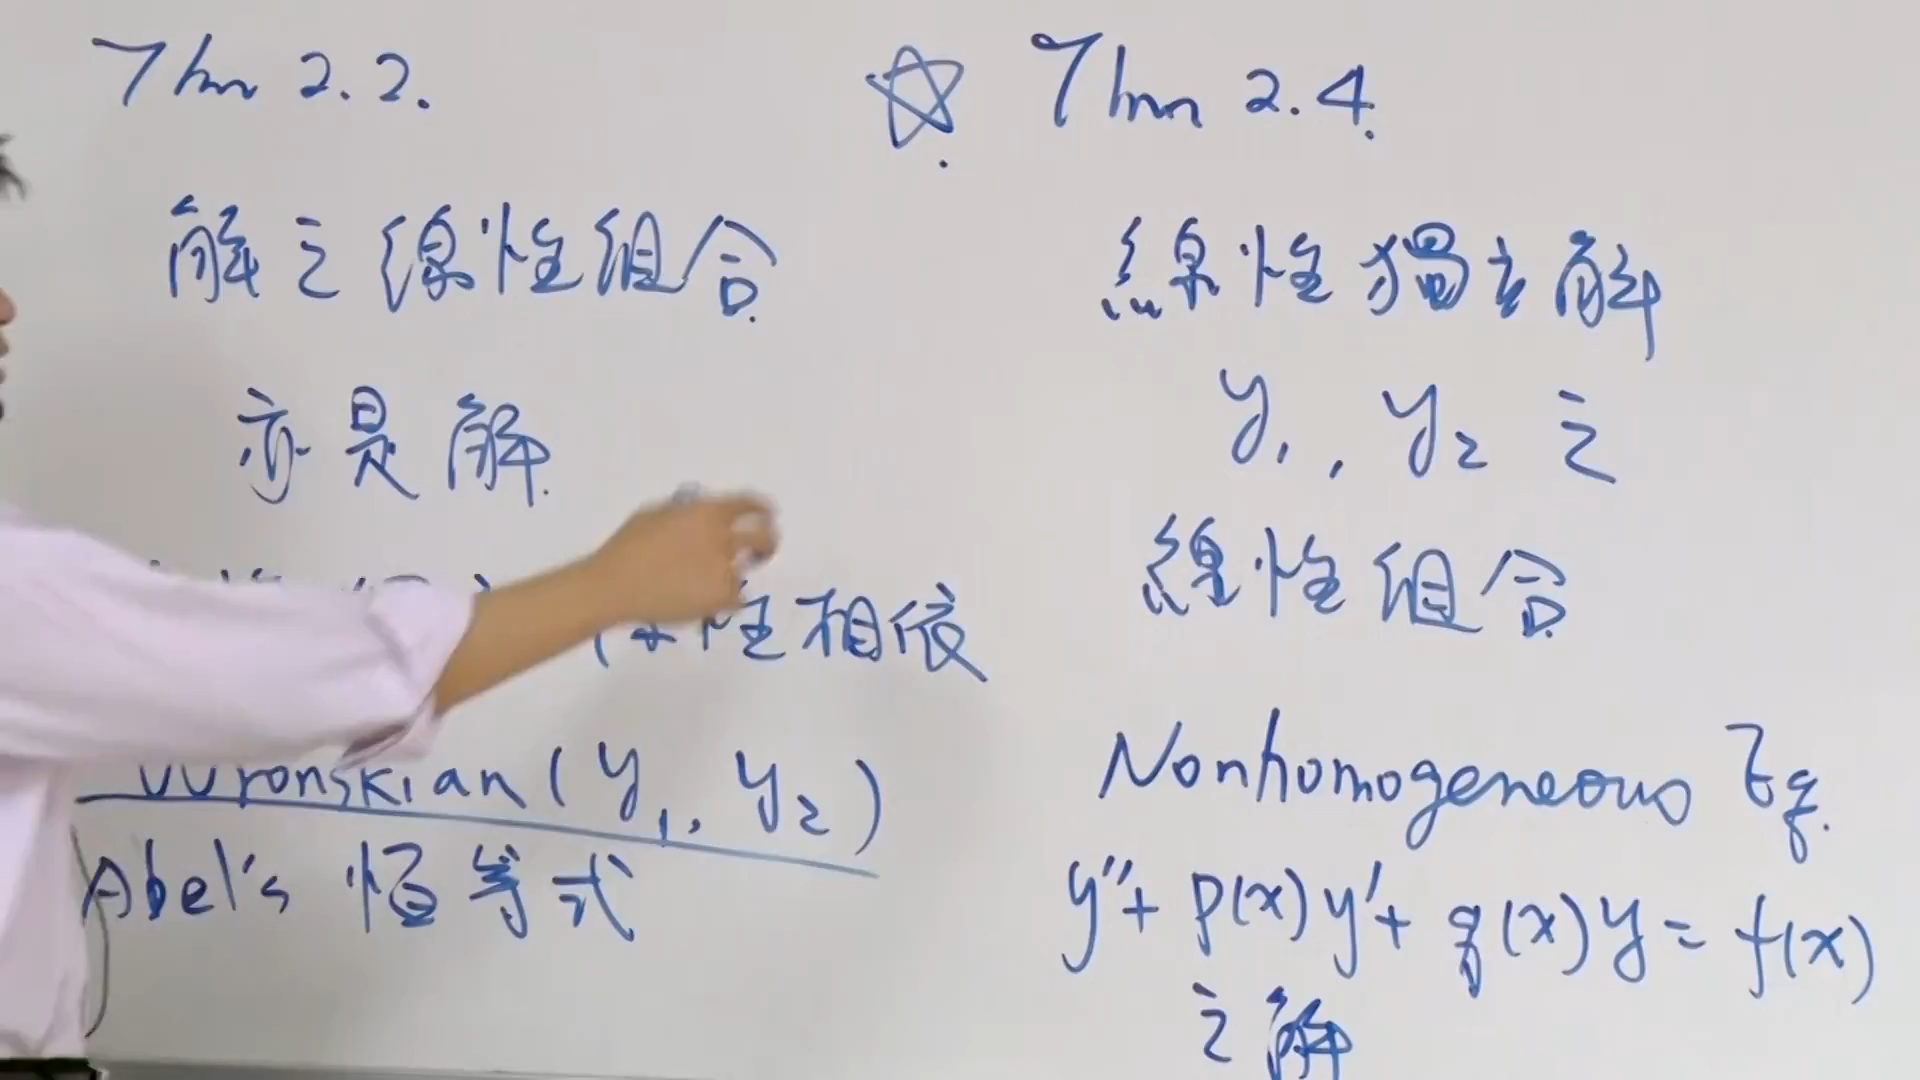 Thm 2.2.
解之線性組合
亦是解.
性相依
Wronskian(y₁, y₂)
Abel's 恒等式
☆ Thm 2.4.
線性獨立解
y₁, y₂ 之
線性組合
Nonhomogeneous Eq.
y″+ p(x)y′+ q(x)y = f(x)
之解